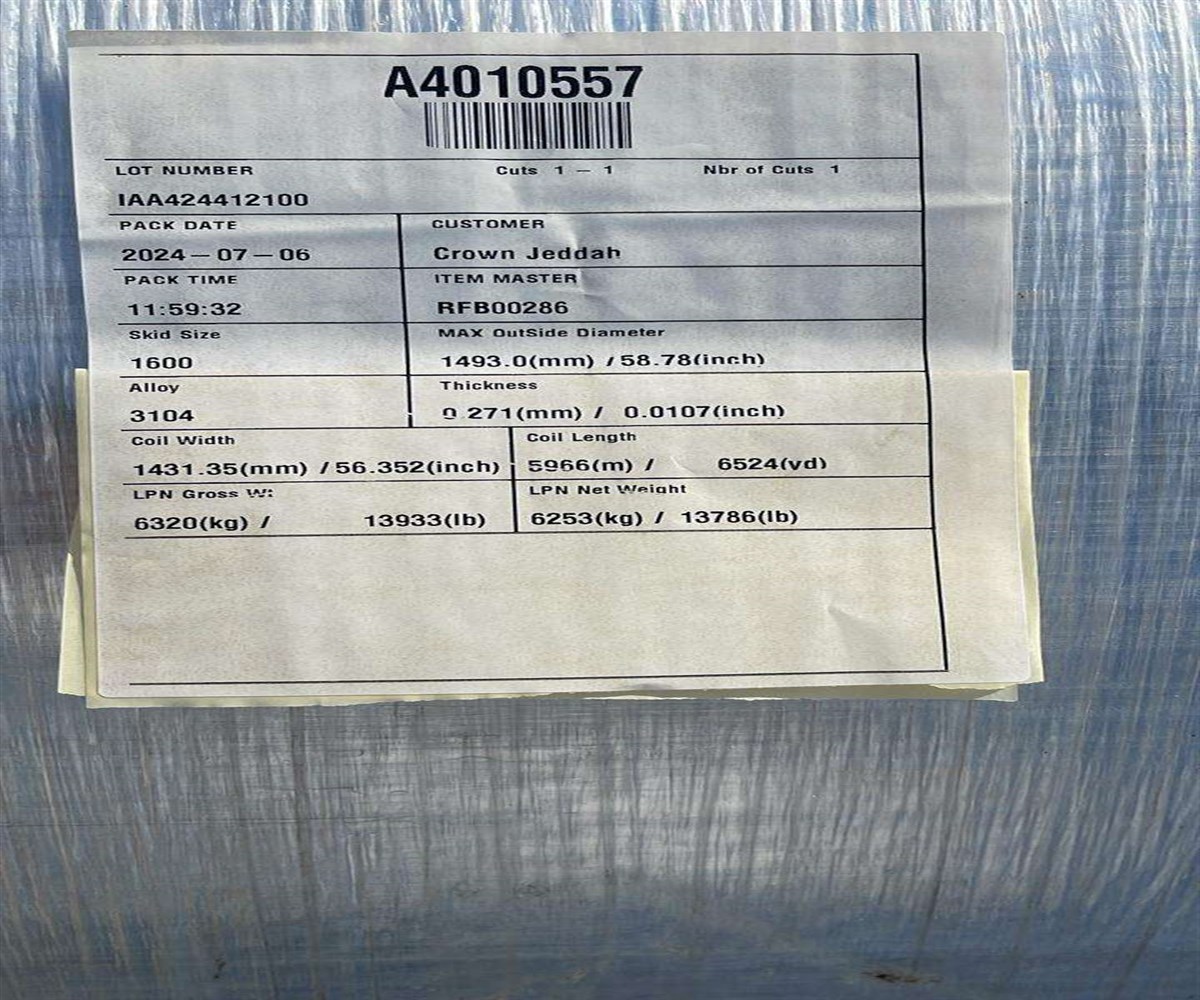 A4010557
LOT NUMBER Cuts 1 - 1 Nbr of Cuts 1
IAA424412100
PACK DATE CUSTOMER
2024-07-06 Crown Jeddah
PACK TIME ITEM MASTER
11:59:32 RFB00286
Skid Size MAX OutSide Diameter
1600 1493.0(mm) / 58.78(inch)
Alloy Thickness
3104 0.271(mm) / 0.0107(inch)
Coil Width Coil Length
1431.35(mm) / 56.352(inch) 5966(m) / 6524(yd)
LPN Gross Wt LPN Net Weight
6320(kg) / 13933(lb) 6253(kg) / 13786(lb)